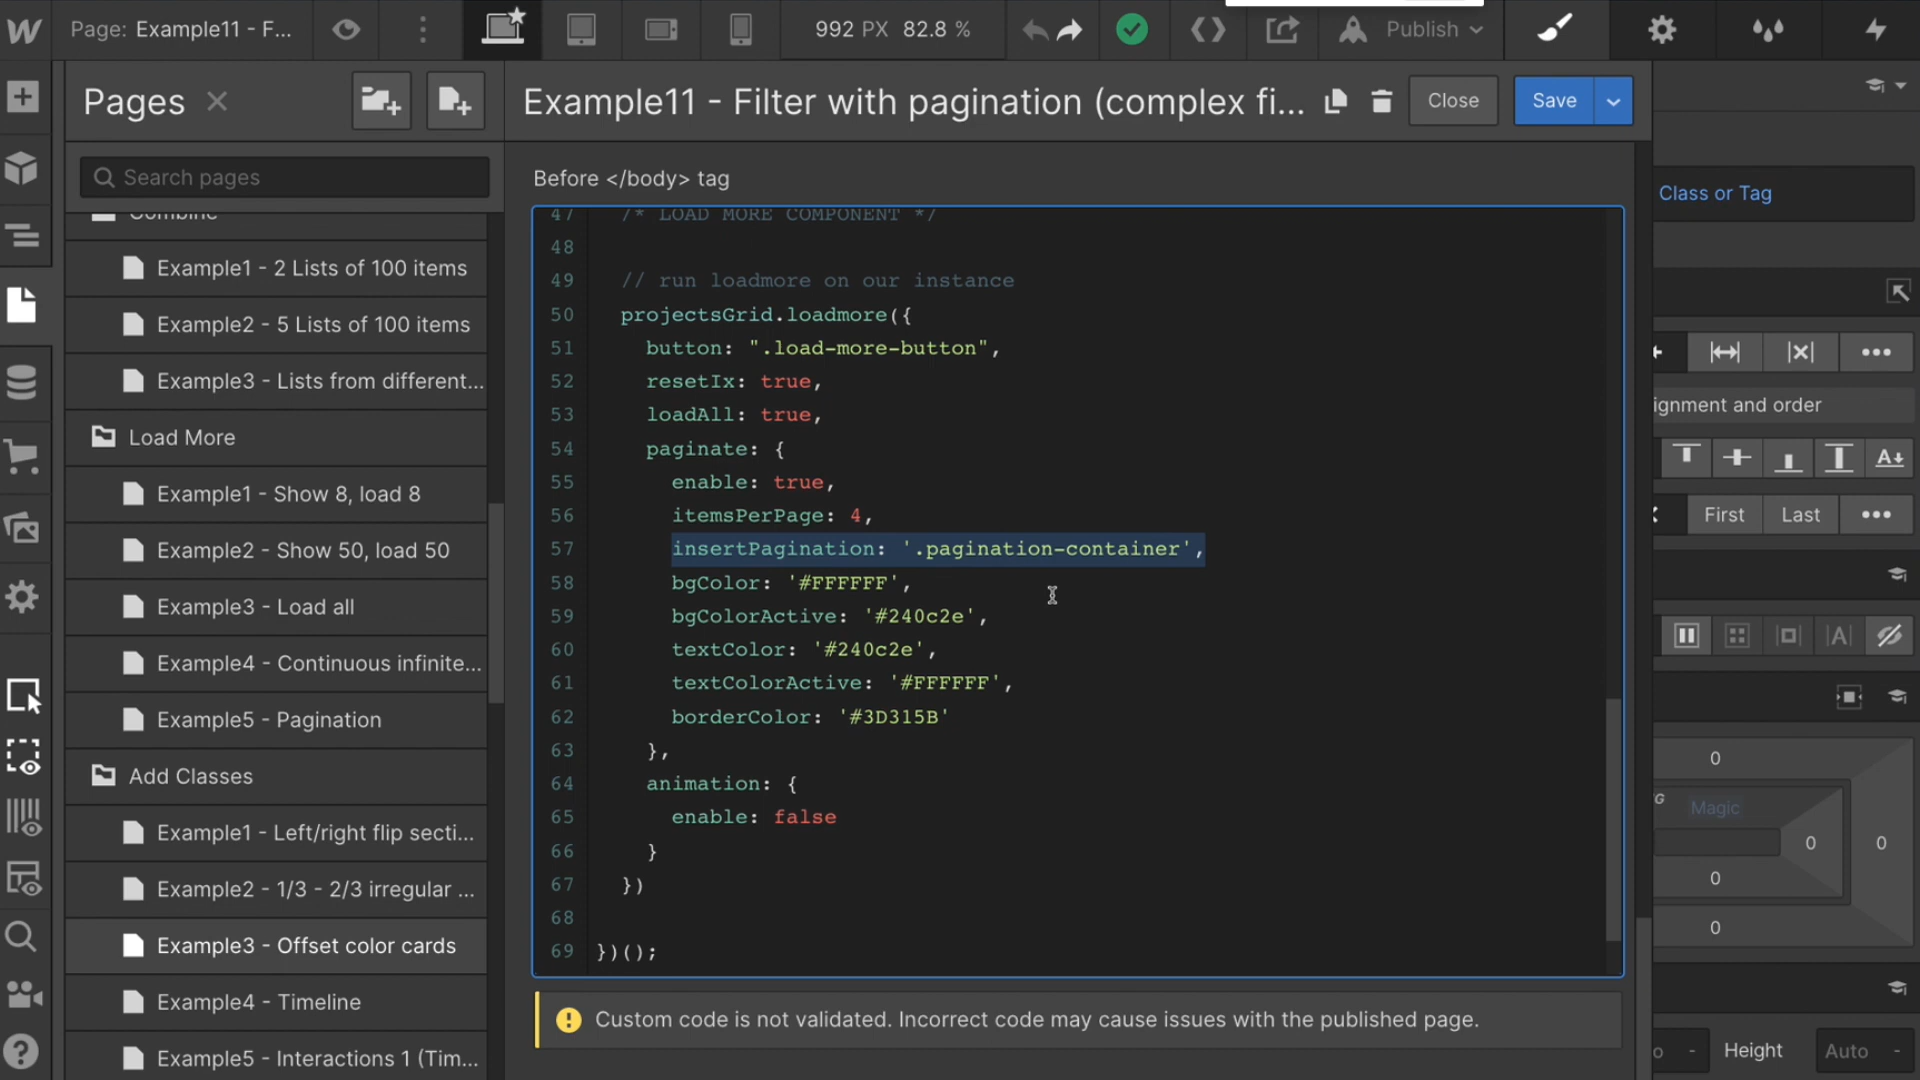 Page: Example11 - F...
992 PX 82.8 %
Publish
Pages
Example11 - Filter with pagination (complex fi...
Close
Save
Search pages
Before </body> tag
Class or Tag
Combine
Example1 - 2 Lists of 100 items
Example2 - 5 Lists of 100 items
Example3 - Lists from different...
Load More
Example1 - Show 8, load 8
Example2 - Show 50, load 50
Example3 - Load all
Example4 - Continuous infinite...
Example5 - Pagination
Add Classes
Example1 - Left/right flip secti...
Example2 - 1/3 - 2/3 irregular ...
Example3 - Offset color cards
Example4 - Timeline
Example5 - Interactions 1 (Tim...
47 /* LOAD MORE COMPONENT */
48
49 // run loadmore on our instance
50 projectsGrid.loadmore({
51 button: ".load-more-button",
52 resetIx: true,
53 loadAll: true,
54 paginate: {
55 enable: true,
56 itemsPerPage: 4,
57 insertPagination: '.pagination-container',
58 bgColor: '#FFFFFF',
59 bgColorActive: '#240c2e',
60 textColor: '#240c2e',
61 textColorActive: '#FFFFFF',
62 borderColor: '#3D315B'
63 },
64 animation: {
65 enable: false
66 }
67 })
68
69 })();
Custom code is not validated. Incorrect code may cause issues with the published page.
ignment and order
First Last
0
G Magic
0 0
0
0
o - Height Auto -